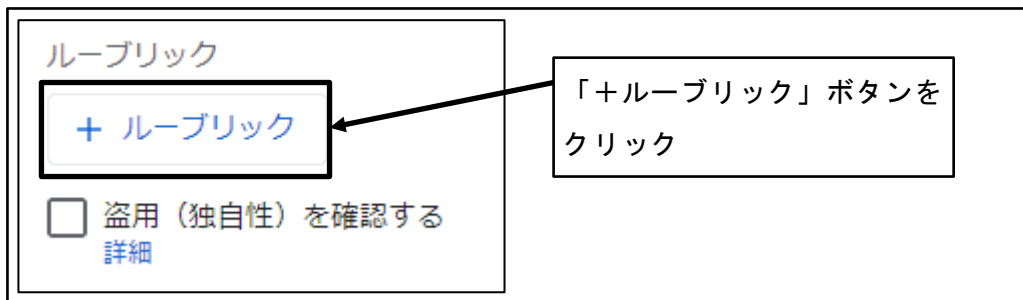 ルーブリック
+ ルーブリック
盗用（独自性）を確認する
詳細
「＋ルーブリック」ボタンを
クリック